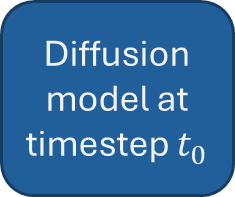 Diffusion
model at
timestep t₀